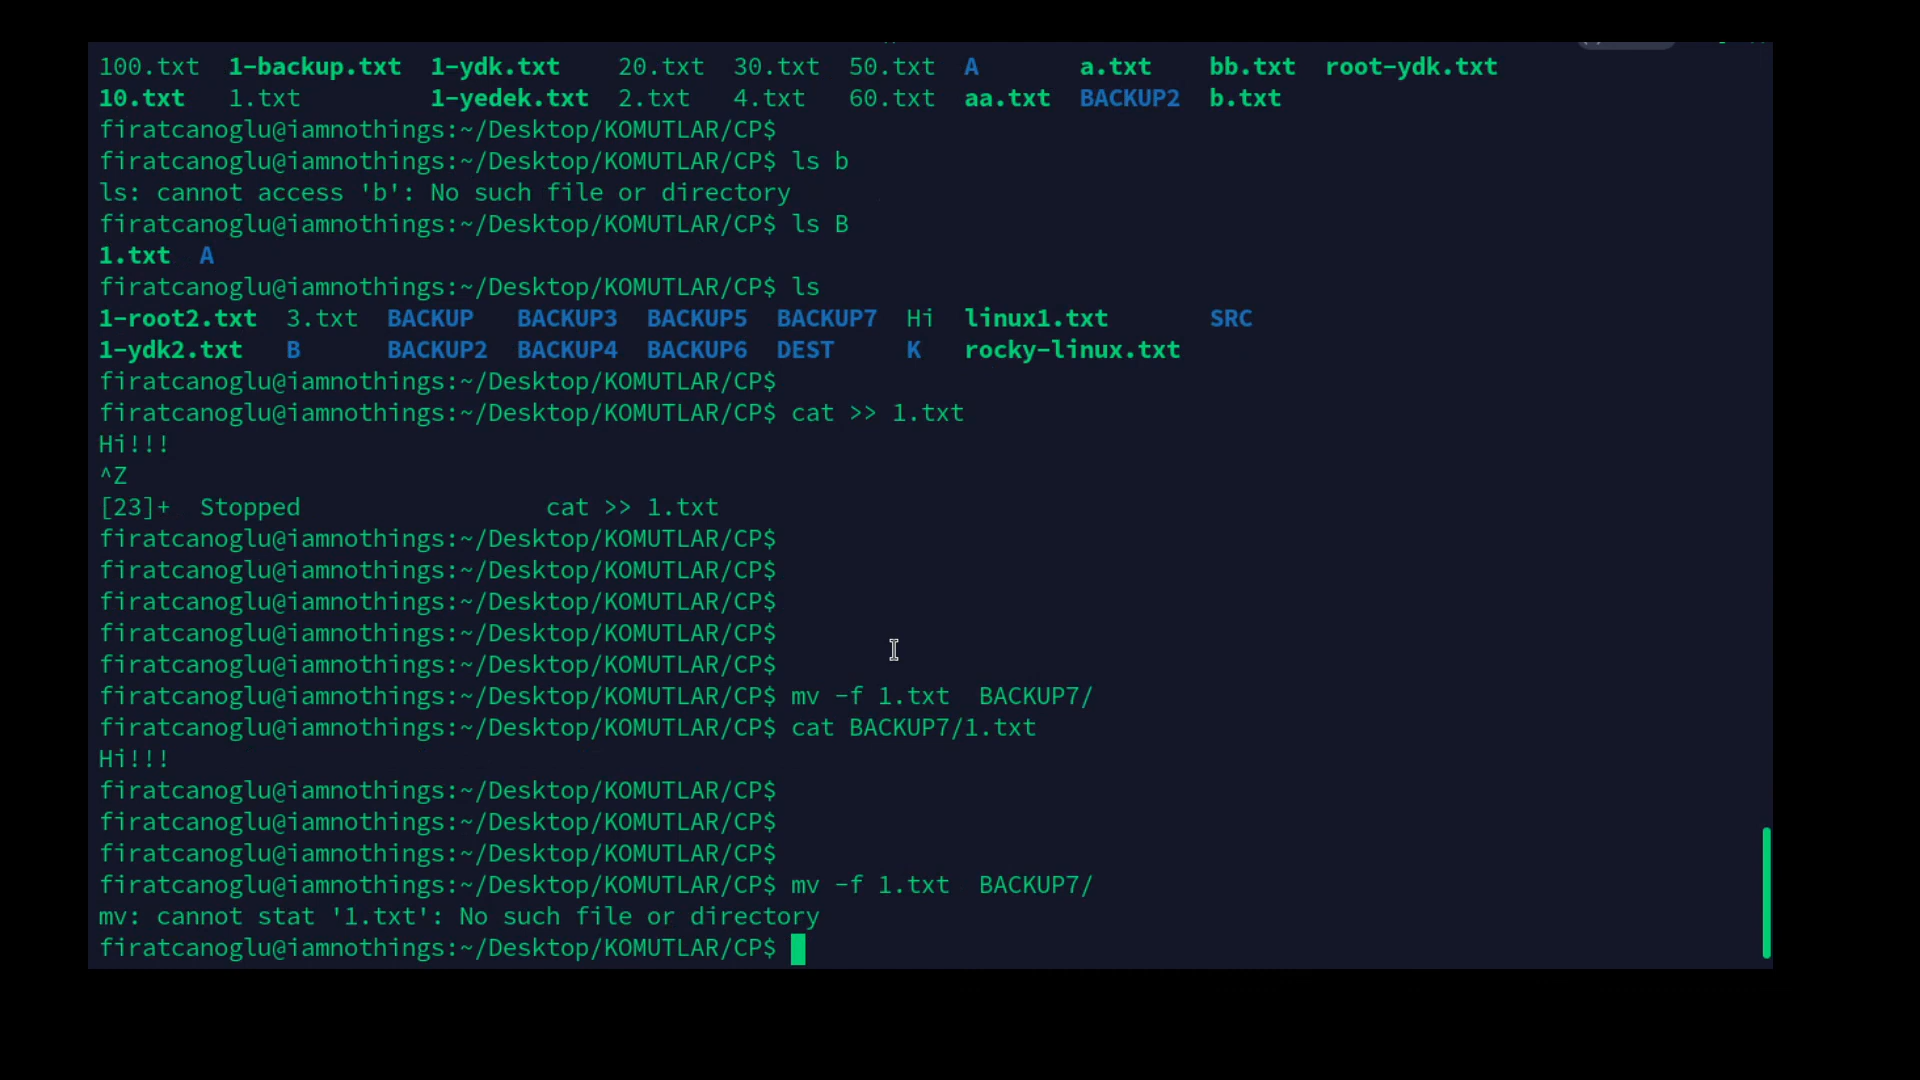 100.txt  1-backup.txt  1-ydk.txt    20.txt  30.txt  50.txt  A       a.txt    bb.txt  root-ydk.txt
10.txt   1.txt         1-yedek.txt  2.txt   4.txt   60.txt  aa.txt  BACKUP2  b.txt
firatcanoglu@iamnothings:~/Desktop/KOMUTLAR/CP$
firatcanoglu@iamnothings:~/Desktop/KOMUTLAR/CP$ ls b
ls: cannot access 'b': No such file or directory
firatcanoglu@iamnothings:~/Desktop/KOMUTLAR/CP$ ls B
1.txt  A
firatcanoglu@iamnothings:~/Desktop/KOMUTLAR/CP$ ls
1-root2.txt  3.txt  BACKUP   BACKUP3  BACKUP5  BACKUP7  Hi  linux1.txt       SRC
1-ydk2.txt   B      BACKUP2  BACKUP4  BACKUP6  DEST     K   rocky-linux.txt
firatcanoglu@iamnothings:~/Desktop/KOMUTLAR/CP$
firatcanoglu@iamnothings:~/Desktop/KOMUTLAR/CP$ cat >> 1.txt
Hi!!!
^Z
[23]+  Stopped                 cat >> 1.txt
firatcanoglu@iamnothings:~/Desktop/KOMUTLAR/CP$
firatcanoglu@iamnothings:~/Desktop/KOMUTLAR/CP$
firatcanoglu@iamnothings:~/Desktop/KOMUTLAR/CP$
firatcanoglu@iamnothings:~/Desktop/KOMUTLAR/CP$
firatcanoglu@iamnothings:~/Desktop/KOMUTLAR/CP$
firatcanoglu@iamnothings:~/Desktop/KOMUTLAR/CP$ mv -f 1.txt  BACKUP7/
firatcanoglu@iamnothings:~/Desktop/KOMUTLAR/CP$ cat BACKUP7/1.txt
Hi!!!
firatcanoglu@iamnothings:~/Desktop/KOMUTLAR/CP$
firatcanoglu@iamnothings:~/Desktop/KOMUTLAR/CP$
firatcanoglu@iamnothings:~/Desktop/KOMUTLAR/CP$
firatcanoglu@iamnothings:~/Desktop/KOMUTLAR/CP$ mv -f 1.txt  BACKUP7/
mv: cannot stat '1.txt': No such file or directory
firatcanoglu@iamnothings:~/Desktop/KOMUTLAR/CP$